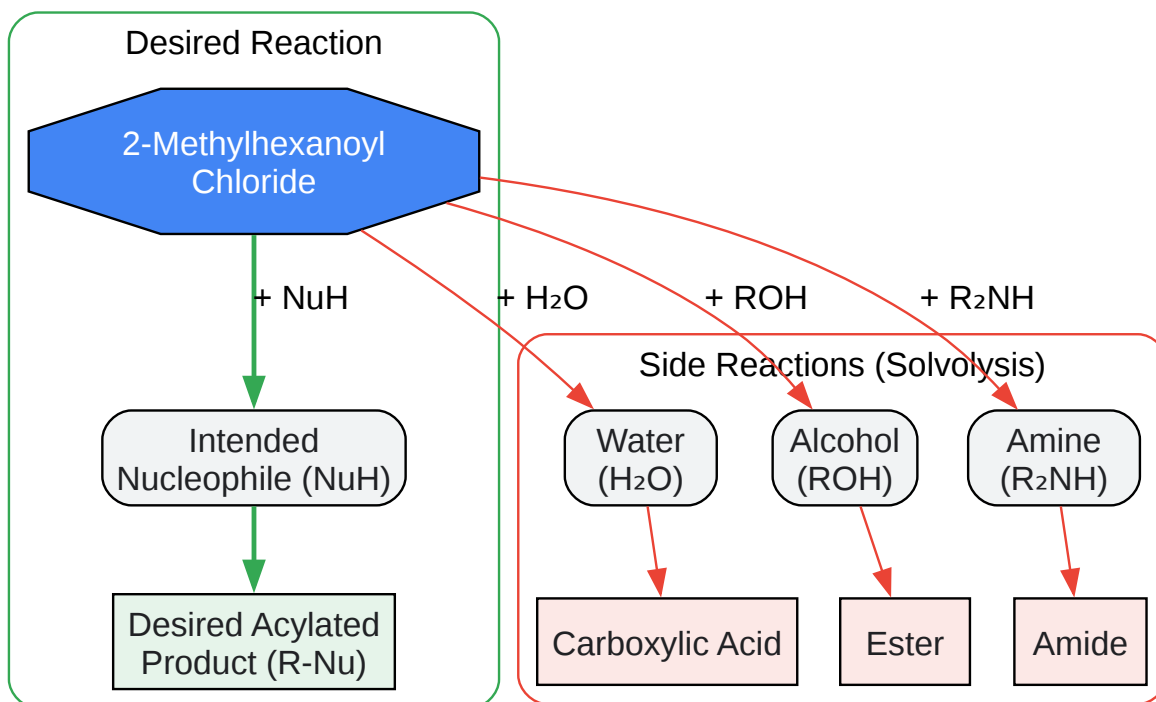 Desired Reaction
2-Methylhexanoyl
Chloride
+ NuH
+ H₂O
+ ROH
+ R₂NH
Side Reactions (Solvolysis)
Intended
Nucleophile (NuH)
Water
(H₂O)
Alcohol
(ROH)
Amine
(R₂NH)
Desired Acylated
Product (R-Nu)
Carboxylic Acid
Ester
Amide